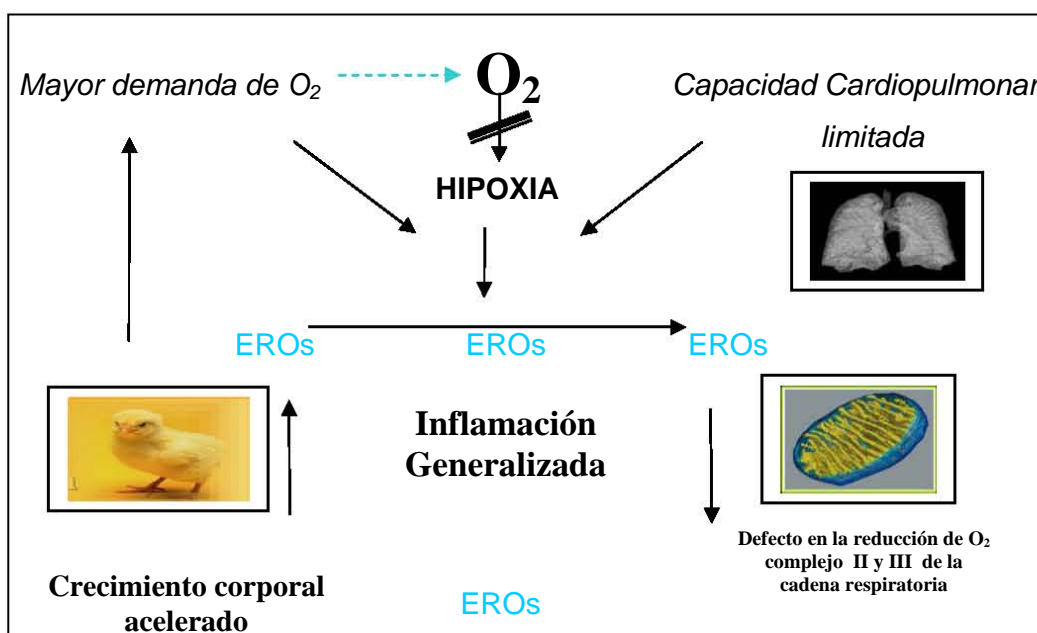 Mayor demanda de O₂
O₂
Capacidad Cardiopulmonar
limitada
HIPOXIA
EROs
EROs
EROs
Inflamación
Generalizada
Defecto en la reducción de O₂
complejo II y III de la
cadena respiratoria
Crecimiento corporal
acelerado
EROs